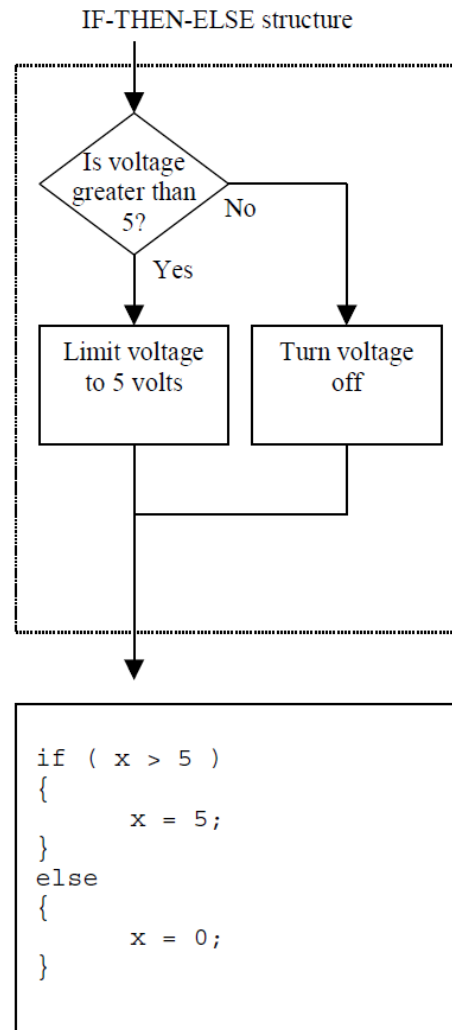 IF-THEN-ELSE structure
Is voltage
greater than
5?
No
Yes
Limit voltage
to 5 volts
Turn voltage
off
if ( x > 5 )
{
x = 5;
}
else
{
x = 0;
}